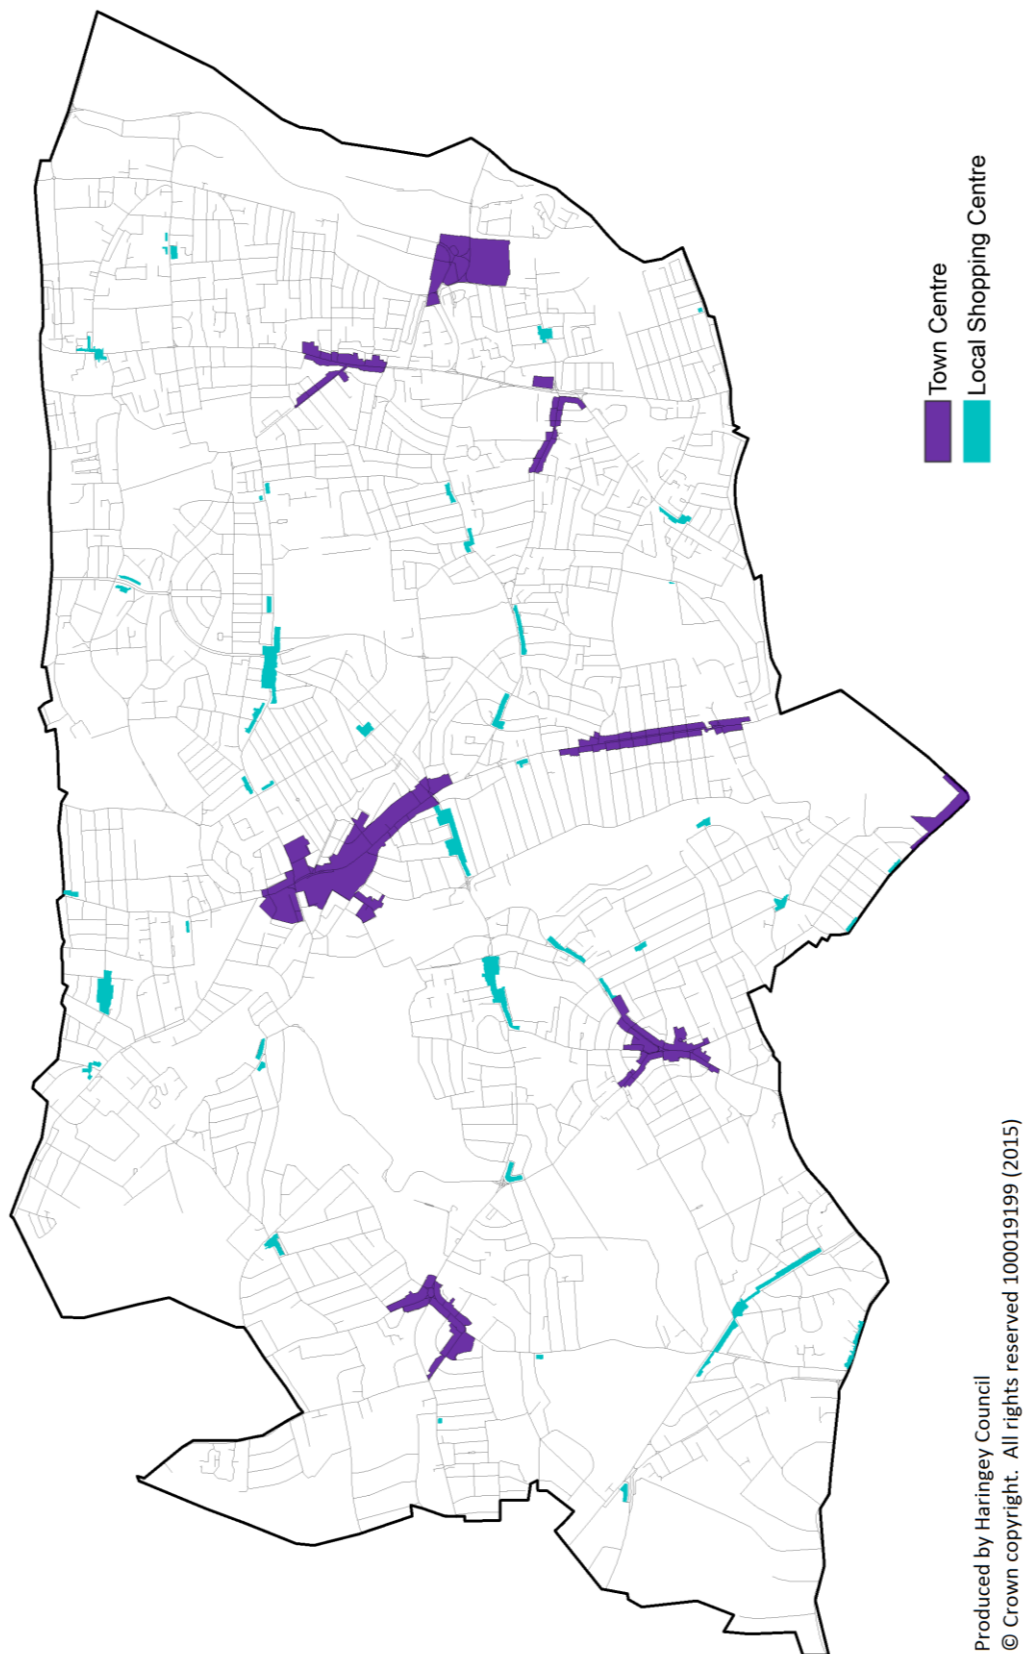 Town Centre
Local Shopping Centre
Produced by Haringey Council
© Crown copyright. All rights reserved 100019199 (2015)